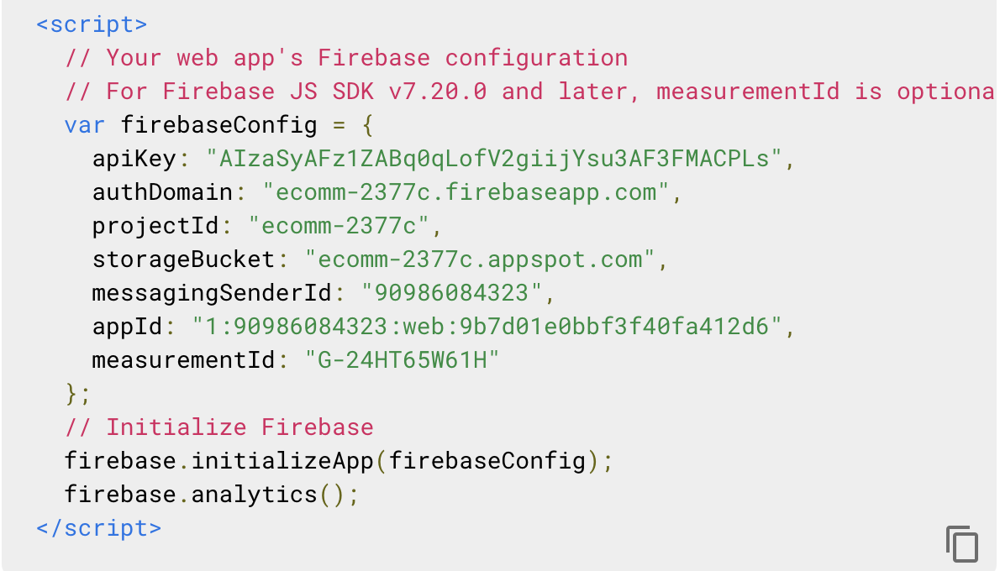 <script>
// Your web app's Firebase configuration
// For Firebase JS SDK v7.20.0 and later, measurementId is optiona
var firebaseConfig = {
apiKey: "AIzaSyAFz1ZABq0qLofV2giijYsu3AF3FMACPLs",
authDomain: "ecomm-2377c.firebaseapp.com",
projectId: "ecomm-2377c",
storageBucket: "ecomm-2377c.appspot.com",
messagingSenderId: "90986084323",
appId: "1:90986084323:web:9b7d01e0bbf3f40fa412d6",
measurementId: "G-24HT65W61H"
};
// Initialize Firebase
firebase.initializeApp(firebaseConfig);
firebase.analytics();
</script>